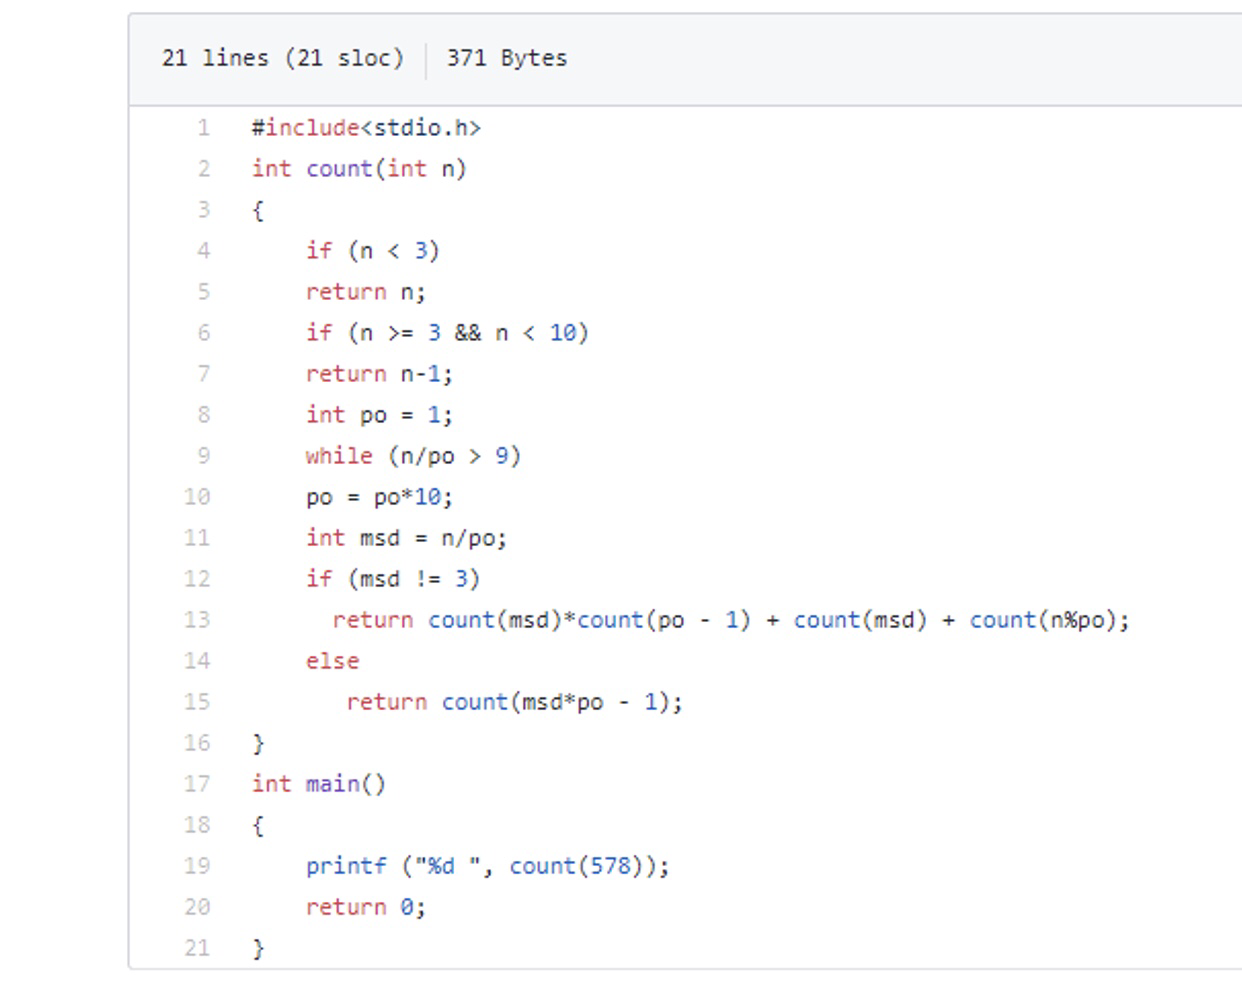 21 lines (21 sloc) 371 Bytes
1 #include<stdio.h>
2 int count(int n)
3 {
4     if (n < 3)
5     return n;
6     if (n >= 3 && n < 10)
7     return n-1;
8     int po = 1;
9     while (n/po > 9)
10     po = po*10;
11     int msd = n/po;
12     if (msd != 3)
13       return count(msd)*count(po - 1) + count(msd) + count(n%po);
14     else
15        return count(msd*po - 1);
16 }
17 int main()
18 {
19     printf ("%d ", count(578));
20     return 0;
21 }